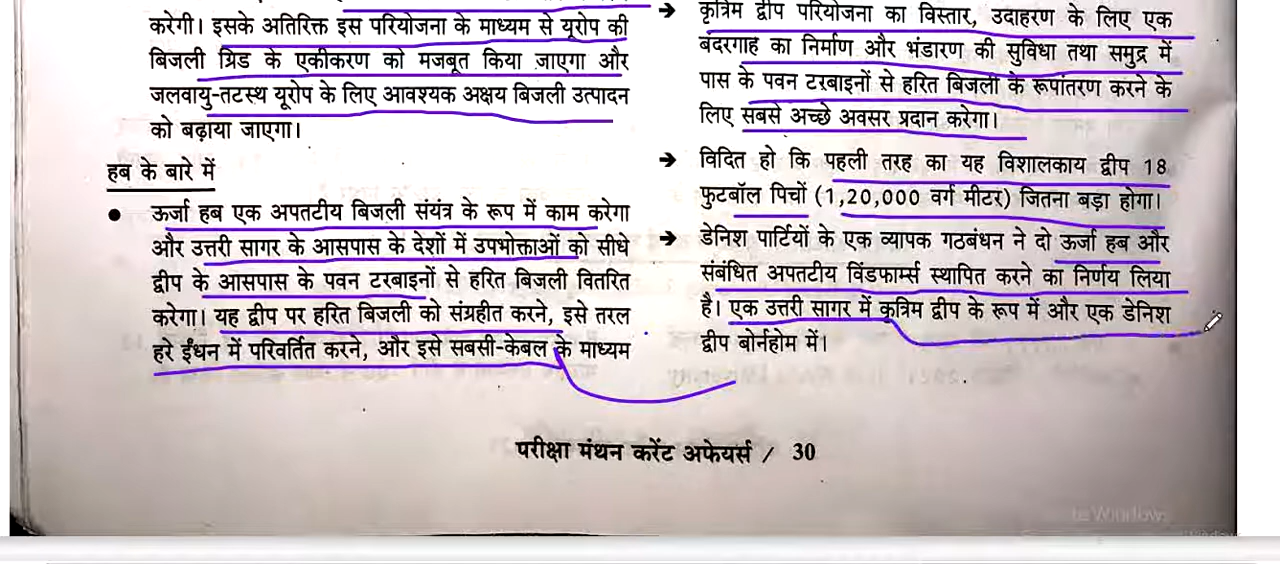 करेगी। इसके अतिरिक्त इस परियोजना के माध्यम से यूरोप की
बिजली ग्रिड के एकीकरण को मजबूत किया जाएगा और
जलवायु-तटस्थ यूरोप के लिए आवश्यक अक्षय बिजली उत्पादन
को बढ़ाया जाएगा।
हब के बारे में
● ऊर्जा हब एक अपतटीय बिजली संयंत्र के रूप में काम करेगा
और उत्तरी सागर के आसपास के देशों में उपभोक्ताओं को सीधे
द्वीप के आसपास के पवन टरबाइनों से हरित बिजली वितरित
करेगा। यह द्वीप पर हरित बिजली को संग्रहीत करने, इसे तरल
हरे ईंधन में परिवर्तित करने, और इसे सबसी-केबल के माध्यम
→ कृत्रिम द्वीप परियोजना का विस्तार, उदाहरण के लिए एक
बंदरगाह का निर्माण और भंडारण की सुविधा तथा समुद्र में
पास के पवन टरबाइनों से हरित बिजली के रूपांतरण करने के
लिए सबसे अच्छे अवसर प्रदान करेगा।
→ विदित हो कि पहली तरह का यह विशालकाय द्वीप 18
फुटबॉल पिचों (1,20,000 वर्ग मीटर) जितना बड़ा होगा।
→ डेनिश पार्टियों के एक व्यापक गठबंधन ने दो ऊर्जा हब और
संबंधित अपतटीय विंडफार्म्स स्थापित करने का निर्णय लिया
है। एक उत्तरी सागर में कृत्रिम द्वीप के रूप में और एक डेनिश
द्वीप बोर्नहोम में।
परीक्षा मंथन करेंट अफेयर्स / 30